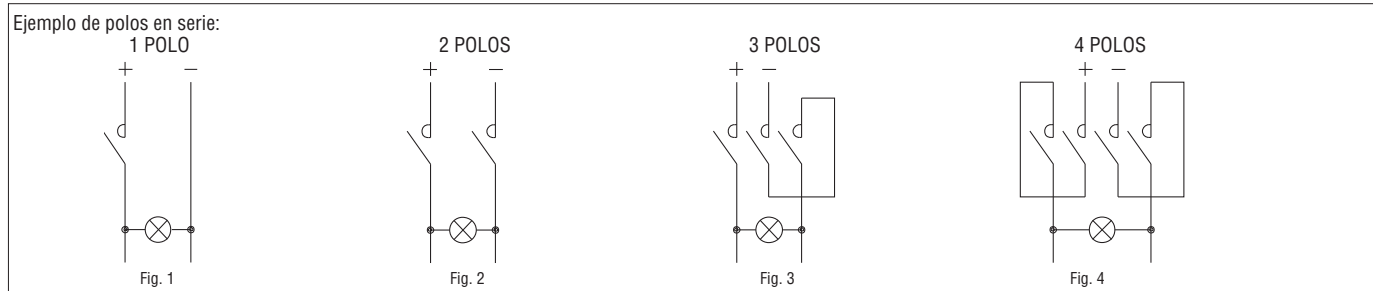 Ejemplo de polos en serie:
1 POLO 2 POLOS 3 POLOS 4 POLOS
+ − + − + − + −
Fig. 1 Fig. 2 Fig. 3 Fig. 4